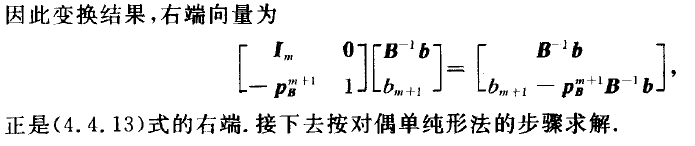 因此变换结果,右端向量为
$$\begin{bmatrix} \boldsymbol{I}_m & \boldsymbol{0} \\ -\boldsymbol{p}_{\boldsymbol{B}}^{m+1} & 1 \end{bmatrix} \begin{bmatrix} \boldsymbol{B}^{-1}\boldsymbol{b} \\ b_{m+1} \end{bmatrix} = \begin{bmatrix} \boldsymbol{B}^{-1}\boldsymbol{b} \\ b_{m+1} - \boldsymbol{p}_{\boldsymbol{B}}^{m+1}\boldsymbol{B}^{-1}\boldsymbol{b} \end{bmatrix},$$
正是(4.4.13)式的右端.接下去按对偶单纯形法的步骤求解.